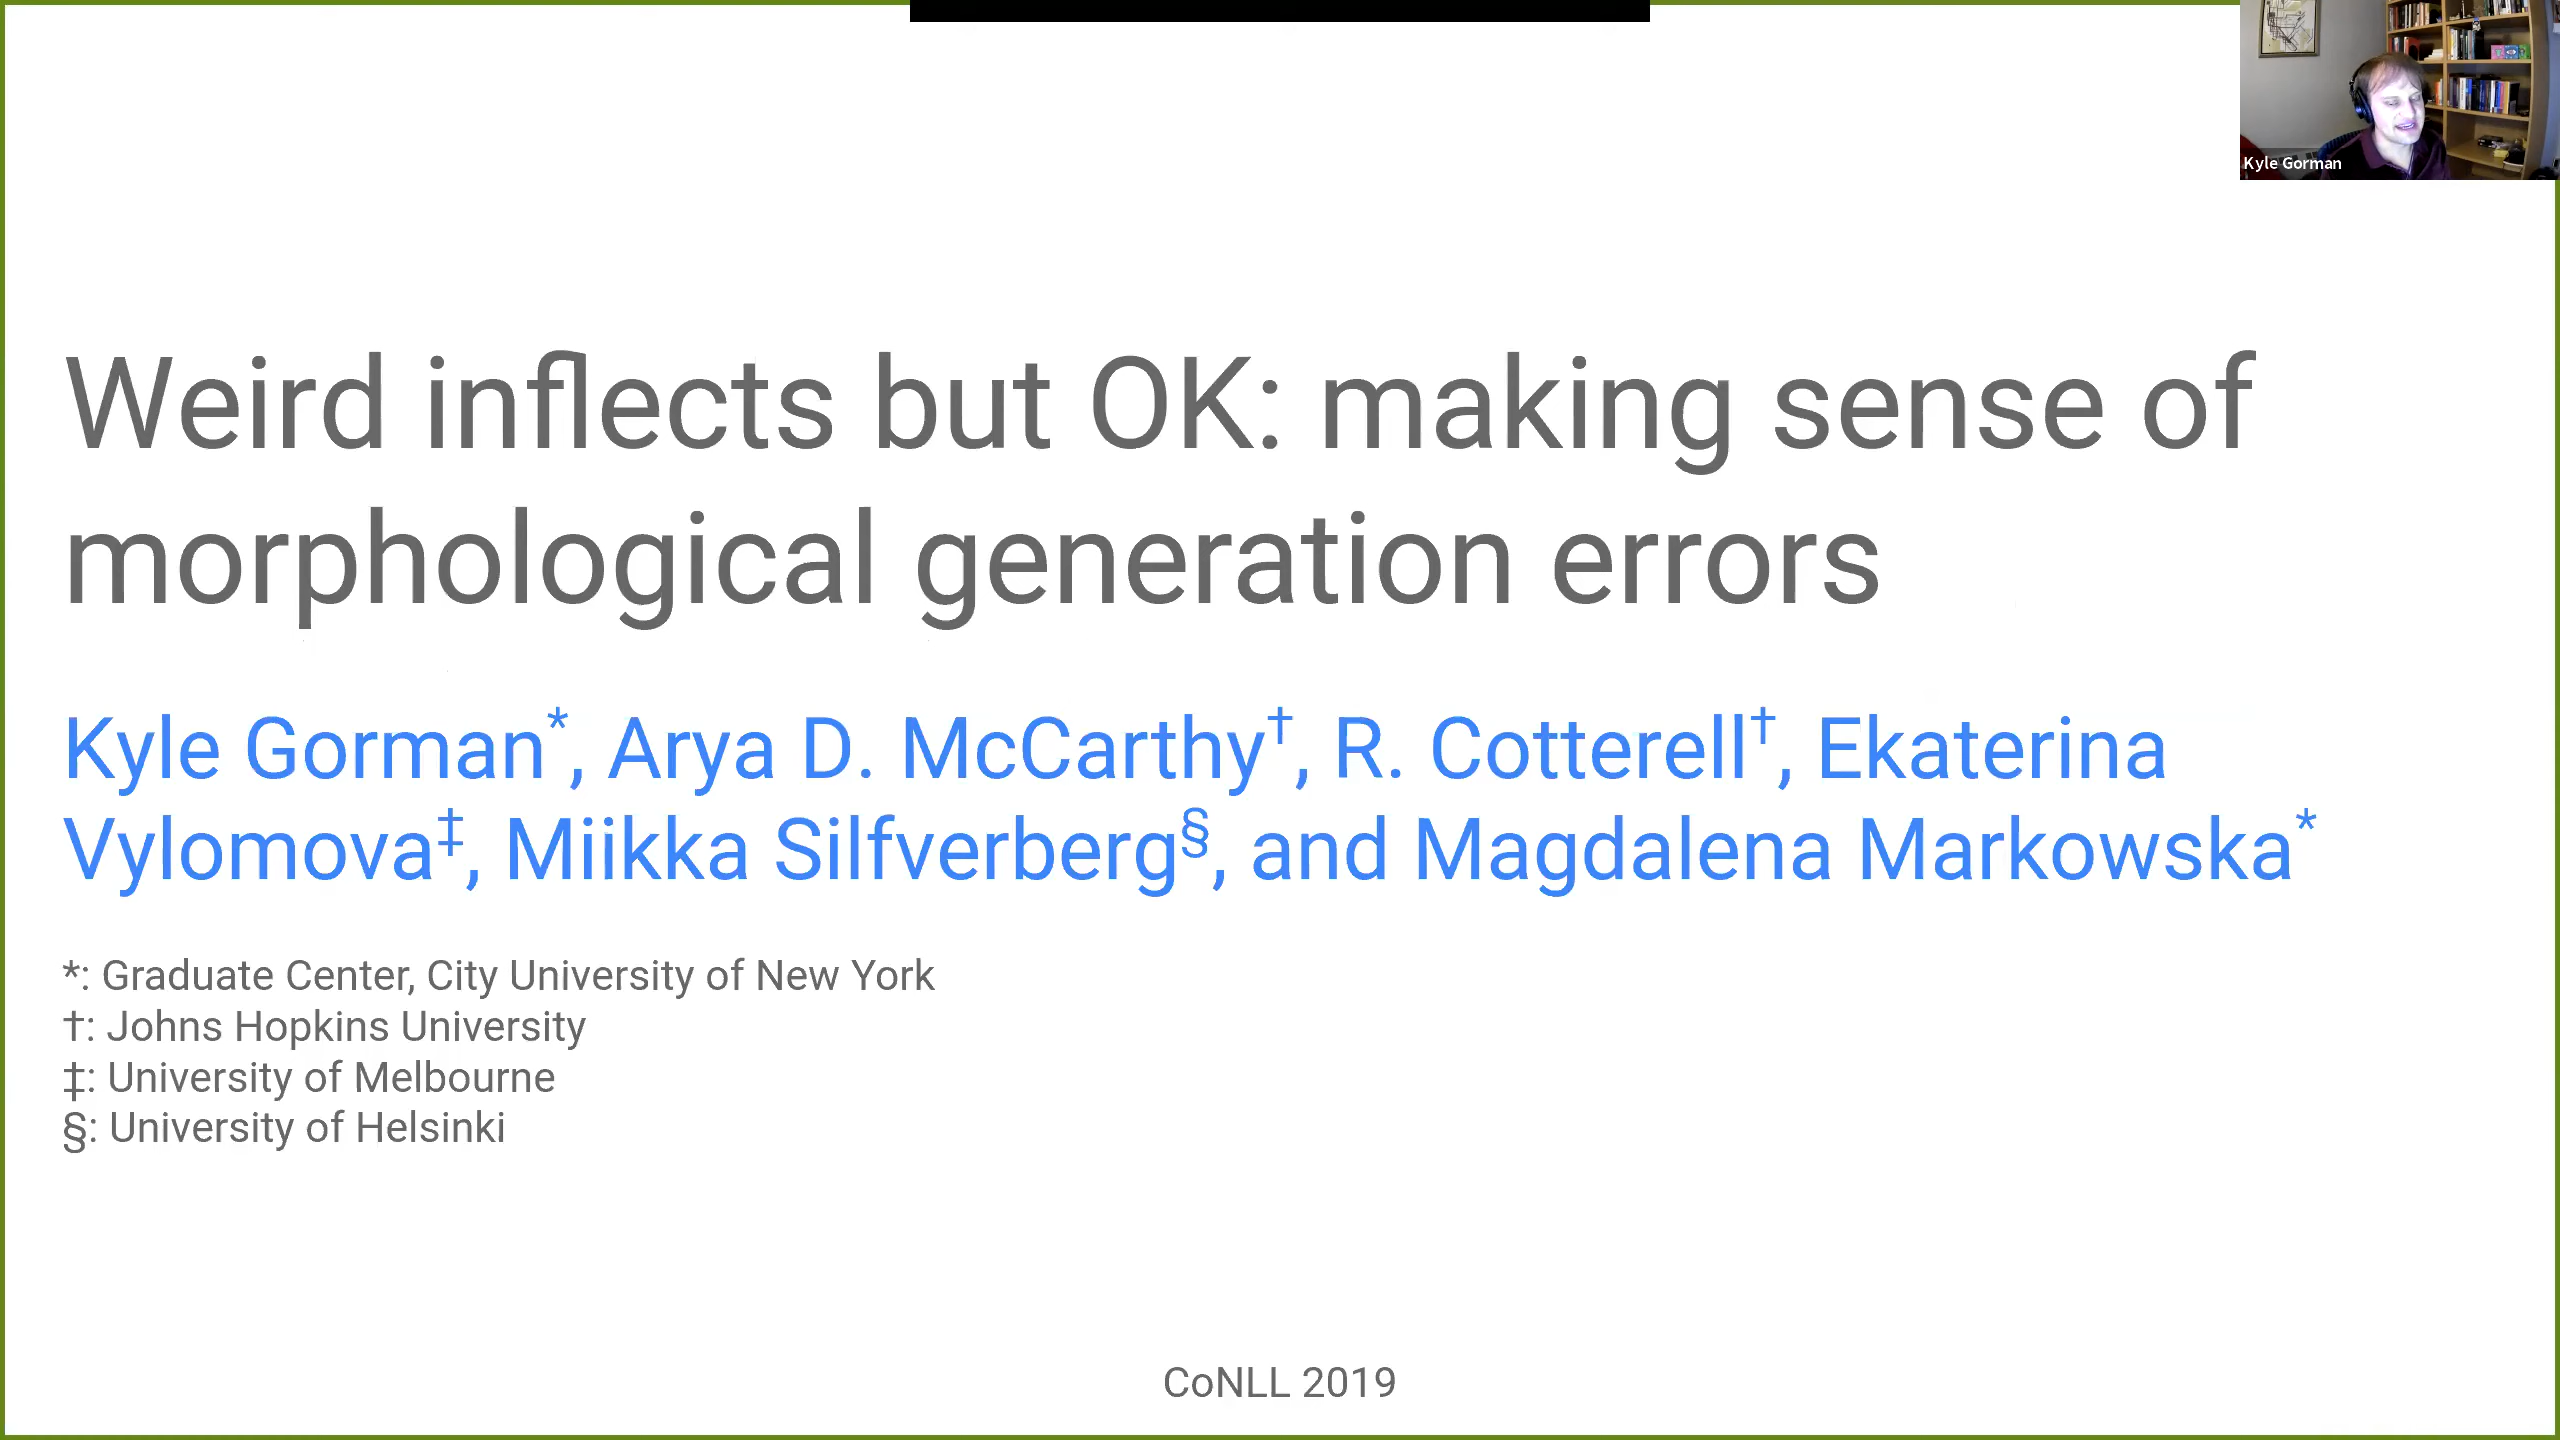 Kyle Gorman
Weird inflects but OK: making sense of
morphological generation errors
Kyle Gorman*, Arya D. McCarthy†, R. Cotterell†, Ekaterina
Vylomova‡, Miikka Silfverberg§, and Magdalena Markowska*
*: Graduate Center, City University of New York
†: Johns Hopkins University
‡: University of Melbourne
§: University of Helsinki
CoNLL 2019